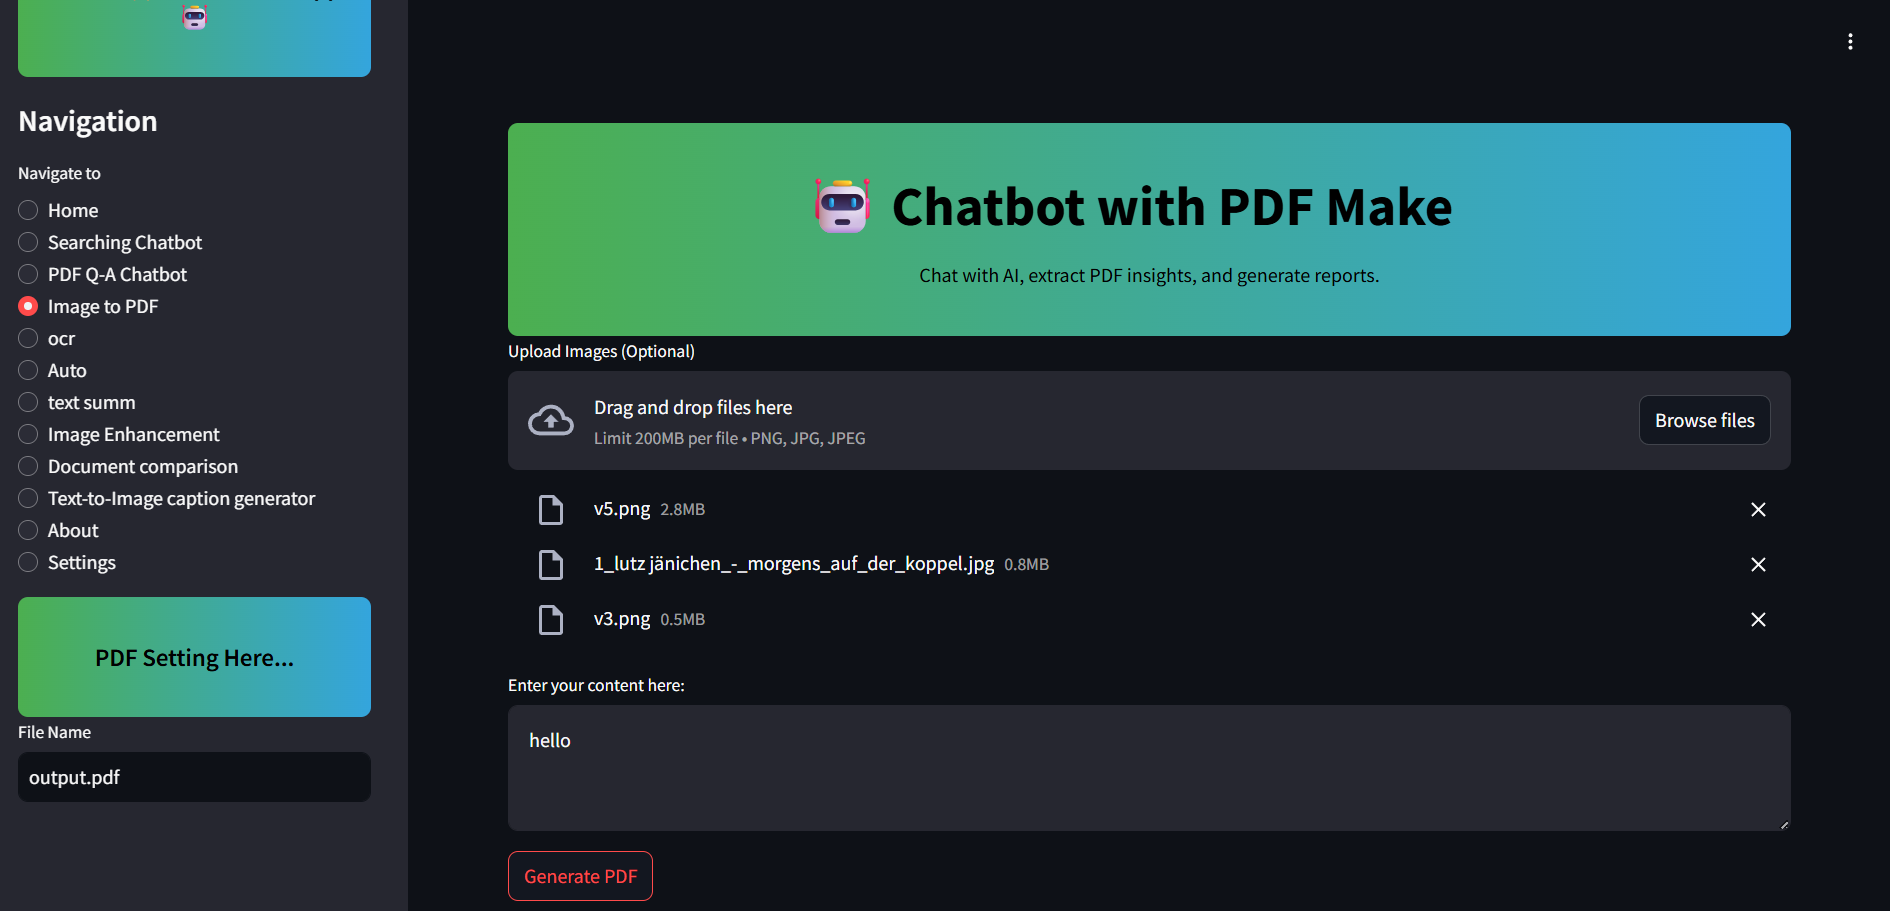 Navigation
Navigate to
Home
Searching Chatbot
PDF Q-A Chatbot
Image to PDF
ocr
Auto
text summ
Image Enhancement
Document comparison
Text-to-Image caption generator
About
Settings
PDF Setting Here...
File Name
output.pdf
Chatbot with PDF Make
Chat with AI, extract PDF insights, and generate reports.
Upload Images (Optional)
Drag and drop files here
Limit 200MB per file • PNG, JPG, JPEG
Browse files
v5.png 2.8MB
1_lutz jänichen_-_morgens_auf_der_koppel.jpg 0.8MB
v3.png 0.5MB
Enter your content here:
hello
Generate PDF